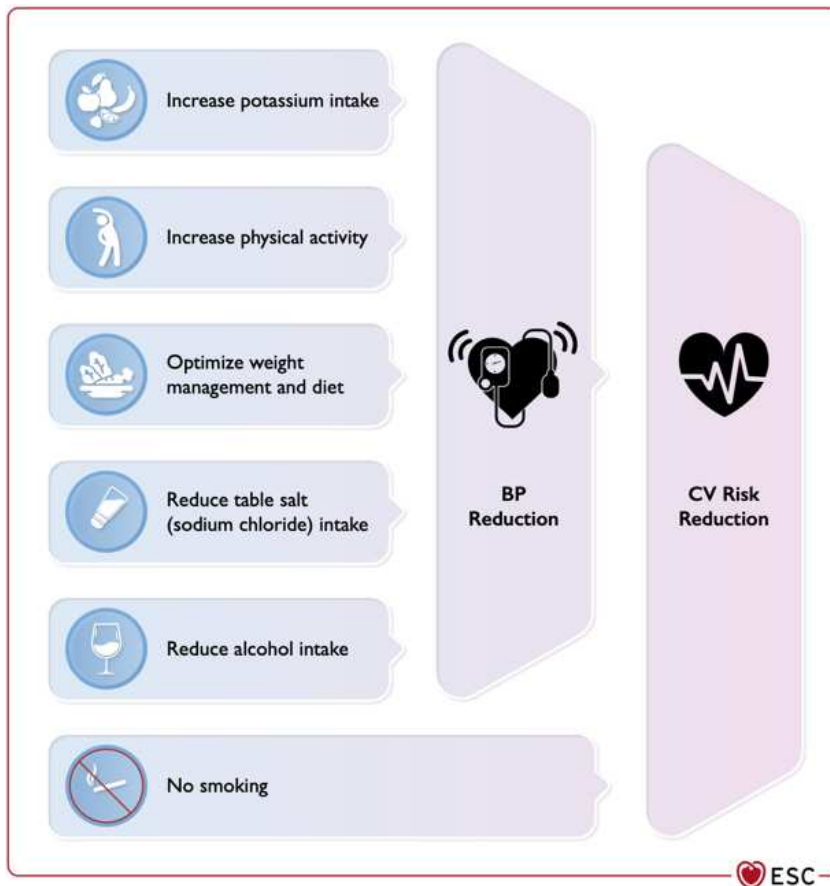 Increase potassium intake
Increase physical activity
Optimize weight
management and diet
Reduce table salt
(sodium chloride) intake
Reduce alcohol intake
No smoking
BP
Reduction
CV Risk
Reduction
ESC